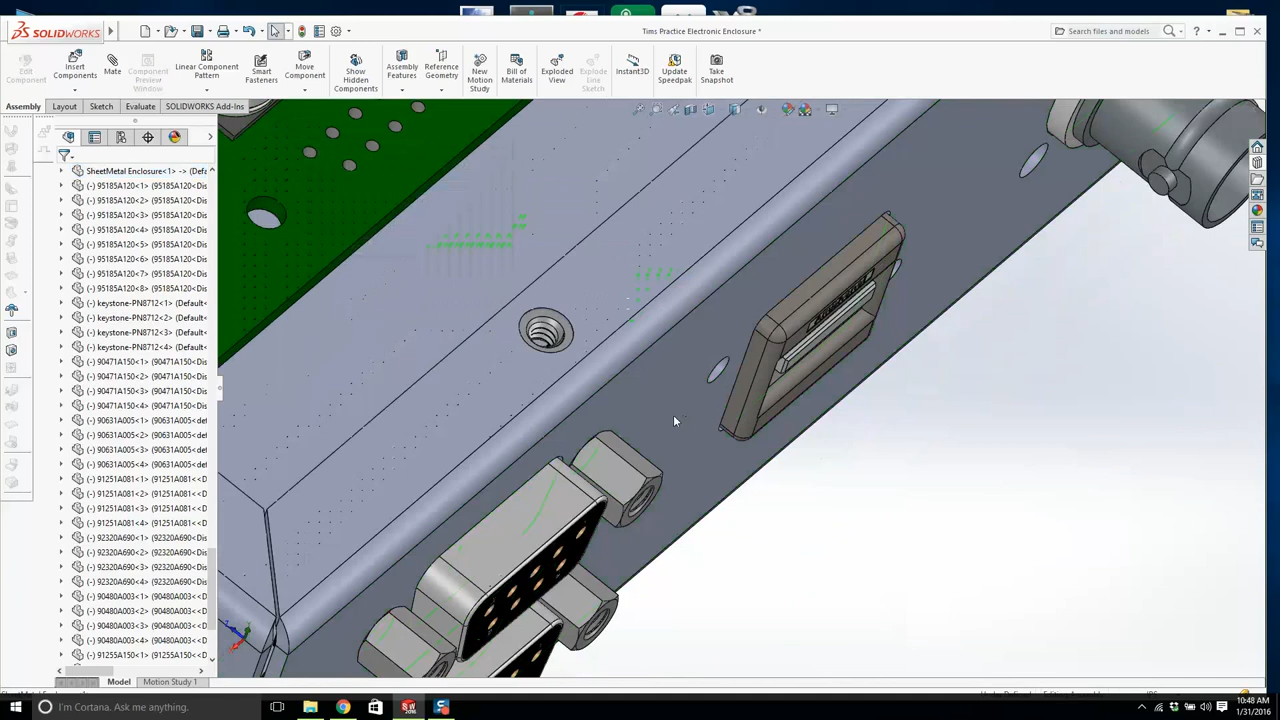 SOLIDWORKS
Tims Practice Electronic Enclosure *
Search files and models
Edit Component
Insert Components
Mate
Component Preview Window
Linear Component Pattern
Smart Fasteners
Move Component
Show Hidden Components
Assembly Features
Reference Geometry
New Motion Study
Bill of Materials
Exploded View
Explode Line Sketch
Instant3D
Update Speedpak
Take Snapshot
Assembly
Layout
Sketch
Evaluate
SOLIDWORKS Add-Ins
SheetMetal Enclosure<1> -> (Defa
(-) 95185A120<1> (95185A120<Dis
(-) 95185A120<2> (95185A120<Dis
(-) 95185A120<3> (95185A120<Dis
(-) 95185A120<4> (95185A120<Dis
(-) 95185A120<5> (95185A120<Dis
(-) 95185A120<6> (95185A120<Dis
(-) 95185A120<7> (95185A120<Dis
(-) 95185A120<8> (95185A120<Dis
(-) keystone-PN8712<1> (Default<
(-) keystone-PN8712<2> (Default<
(-) keystone-PN8712<3> (Default<
(-) keystone-PN8712<4> (Default<
(-) 90471A150<1> (90471A150<Dis
(-) 90471A150<2> (90471A150<Dis
(-) 90471A150<3> (90471A150<Dis
(-) 90471A150<4> (90471A150<Dis
(-) 90631A005<1> (90631A005<def
(-) 90631A005<2> (90631A005<def
(-) 90631A005<3> (90631A005<def
(-) 90631A005<4> (90631A005<def
(-) 91251A081<1> (91251A081<<D
(-) 91251A081<2> (91251A081<<D
(-) 91251A081<3> (91251A081<<D
(-) 91251A081<4> (91251A081<<D
(-) 92320A690<1> (92320A690<<D
(-) 92320A690<2> (92320A690<<D
(-) 92320A690<3> (92320A690<<D
(-) 92320A690<4> (92320A690<<D
(-) 90480A003<1> (90480A003<<D
(-) 90480A003<2> (90480A003<<D
(-) 90480A003<3> (90480A003<<D
(-) 90480A003<4> (90480A003<<D
(-) 91255A150<1> (91255A150<<D
Model
Motion Study 1
I'm Cortana. Ask me anything.
10:48 AM
1/31/2016